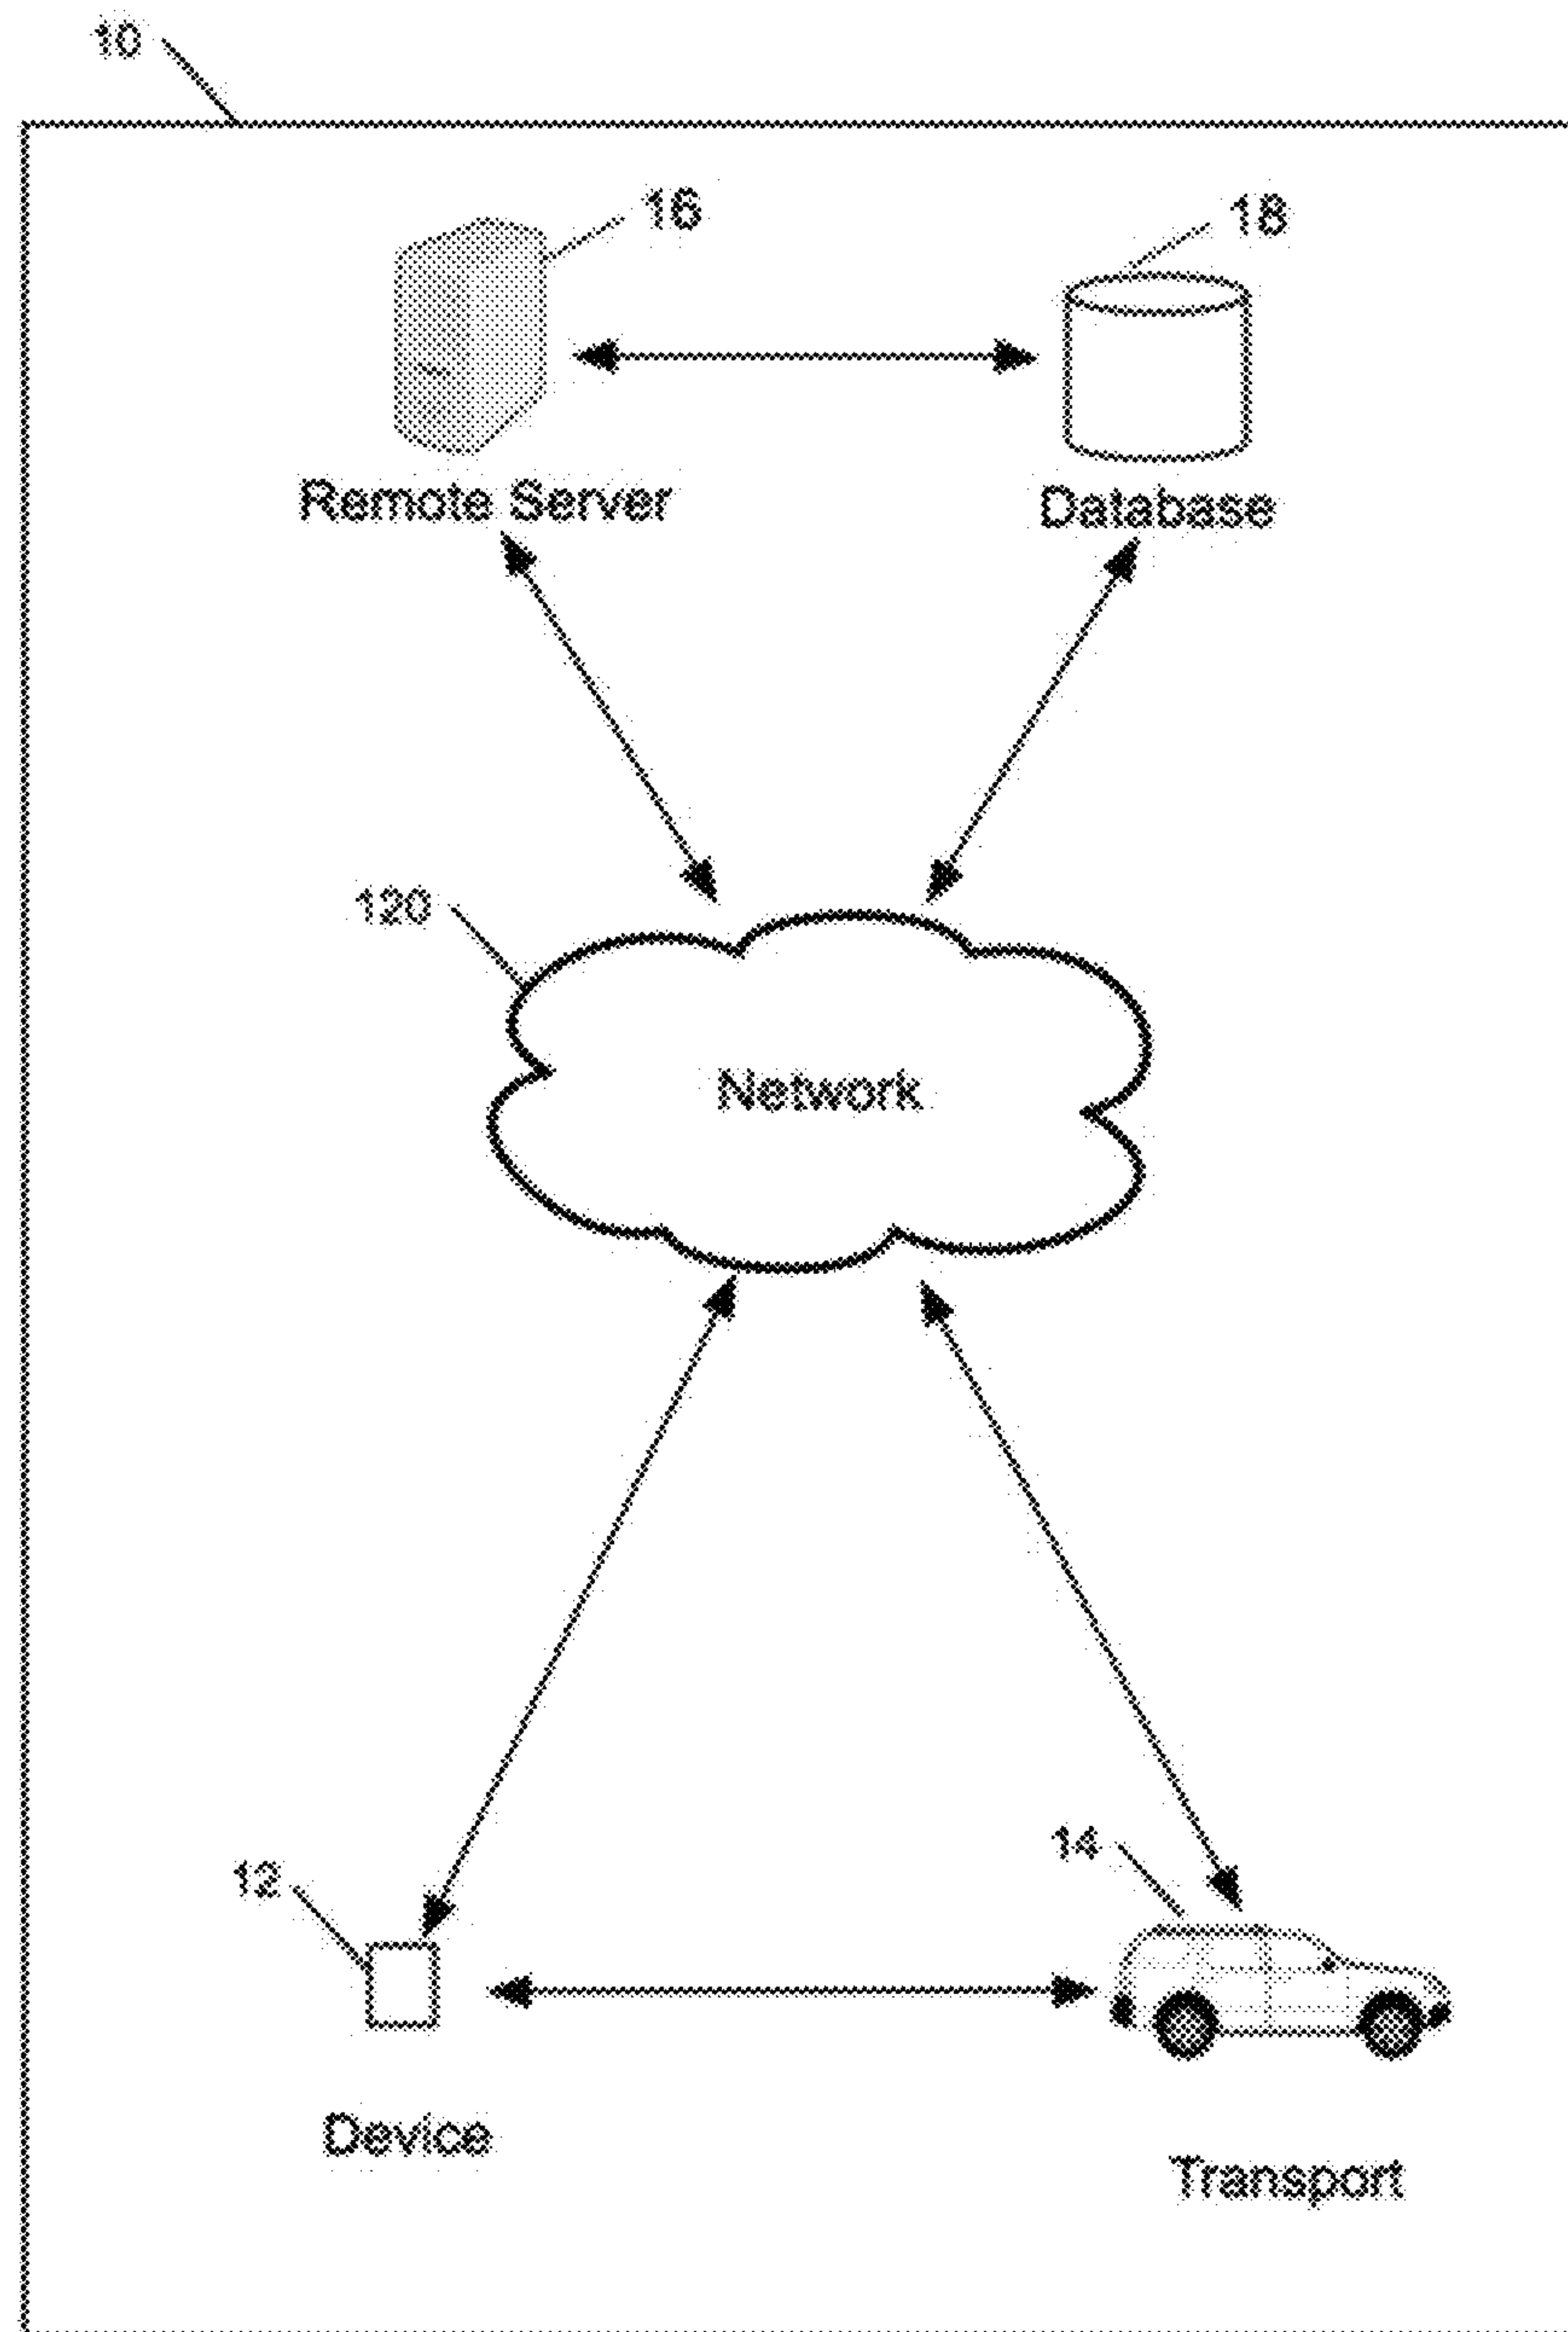 10
16
18
Remote Server
Database
120
Network
12
14
Device
Transport